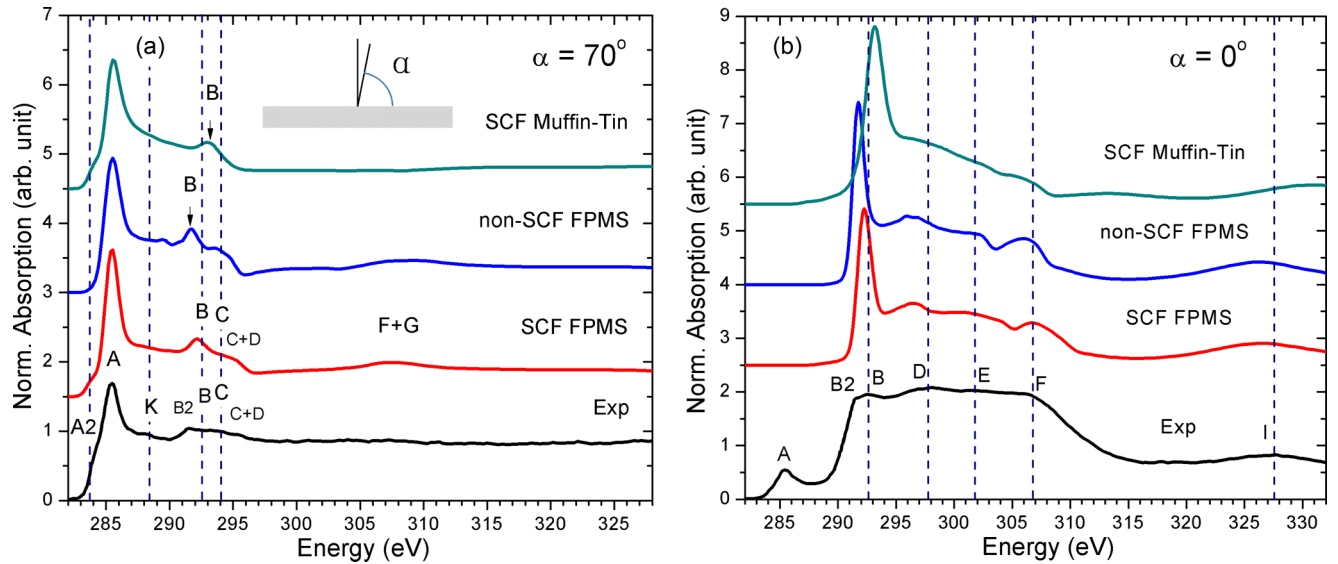 (a)
α
α = 70°
B
SCF Muffin-Tin
B
non-SCF FPMS
B
C
C+D
F+G
SCF FPMS
A
A2
K
B2
B
C
C+D
Exp
Norm. Absorption (arb. unit)
7
6
5
4
3
2
1
0
285 290 295 300 305 310 315 320 325
Energy (eV)
(b)
α = 0°
SCF Muffin-Tin
non-SCF FPMS
SCF FPMS
B2
B
D
E
F
A
Exp
I
Norm. Absorption (arb. unit)
9
8
7
6
5
4
3
2
1
0
285 290 295 300 305 310 315 320 325 330
Energy (eV)